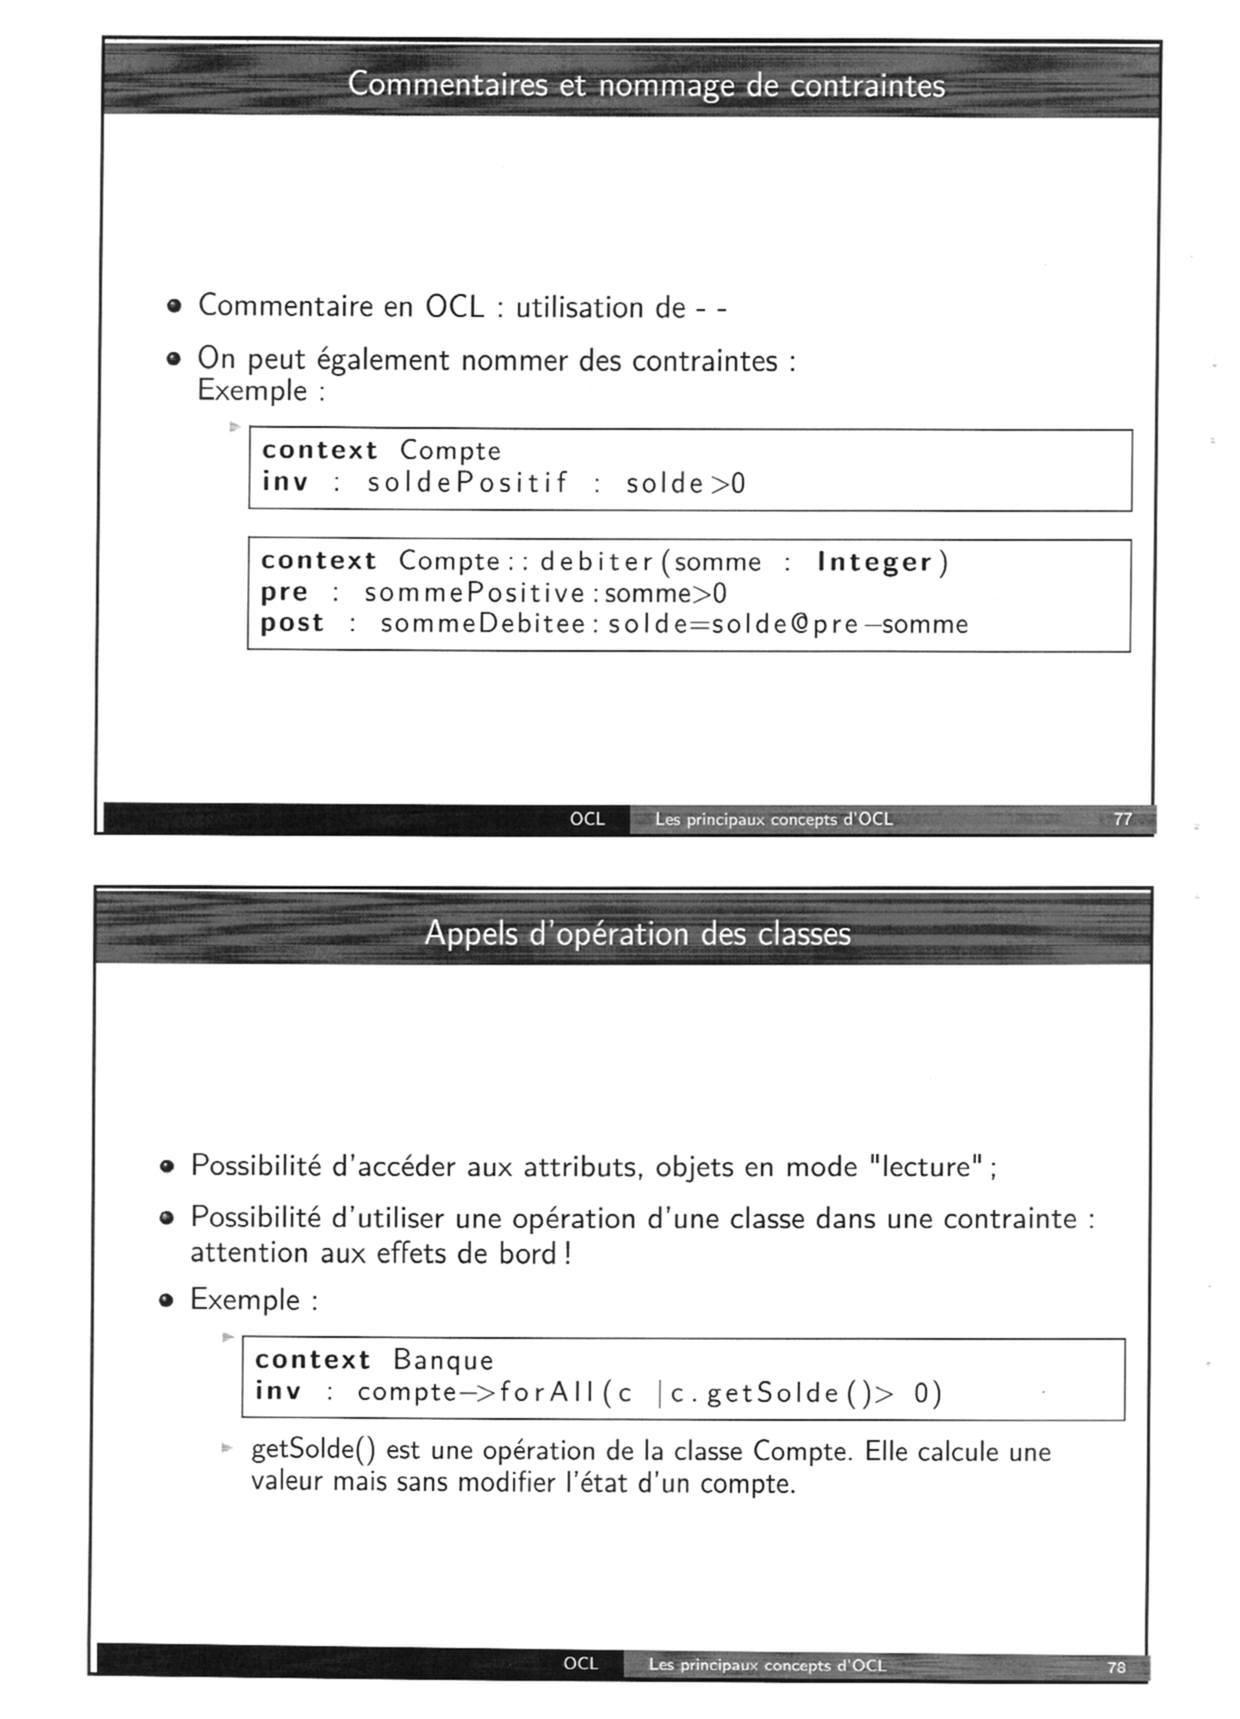 Commentaires et nommage de contraintes
Commentaire en OCL : utilisation de - -
On peut également nommer des contraintes :
Exemple :
context Compte
inv : soldePositif : solde>0
context Compte::debiter(somme : Integer)
pre : sommePositive:somme>0
post : sommeDebitee:solde=solde@pre−somme
OCL Les principaux concepts d'OCL 77
Appels d'opération des classes
Possibilité d'accéder aux attributs, objets en mode "lecture" ;
Possibilité d'utiliser une opération d'une classe dans une contrainte :
attention aux effets de bord !
Exemple :
context Banque
inv : compte−>forAll(c |c.getSolde()> 0)
getSolde() est une opération de la classe Compte. Elle calcule une
valeur mais sans modifier l'état d'un compte.
OCL Les principaux concepts d'OCL 78